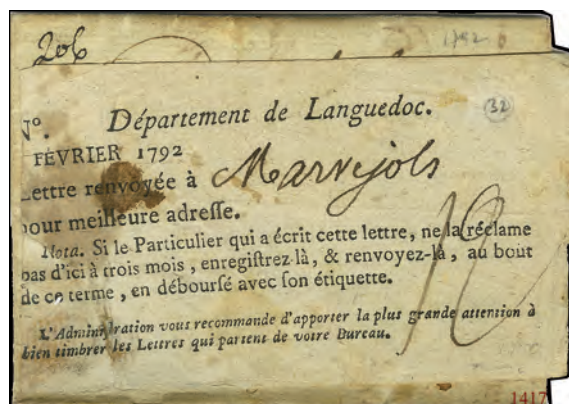 206
1792
N°. Département de Languedoc.
32
FÉVRIER 1792
Lettre renvoyée à Marvejols
pour meilleure adresse.
Nota. Si le Particulier qui a écrit cette lettre, ne la réclame
pas d'ici à trois mois, enregistrez-là, & renvoyez-là, au bout
de ce terme, en déboursé avec son étiquette.
12
L'Administration vous recommande d'apporter la plus grande attention à
bien timbrer les Lettres qui partent de votre Bureau.
1417